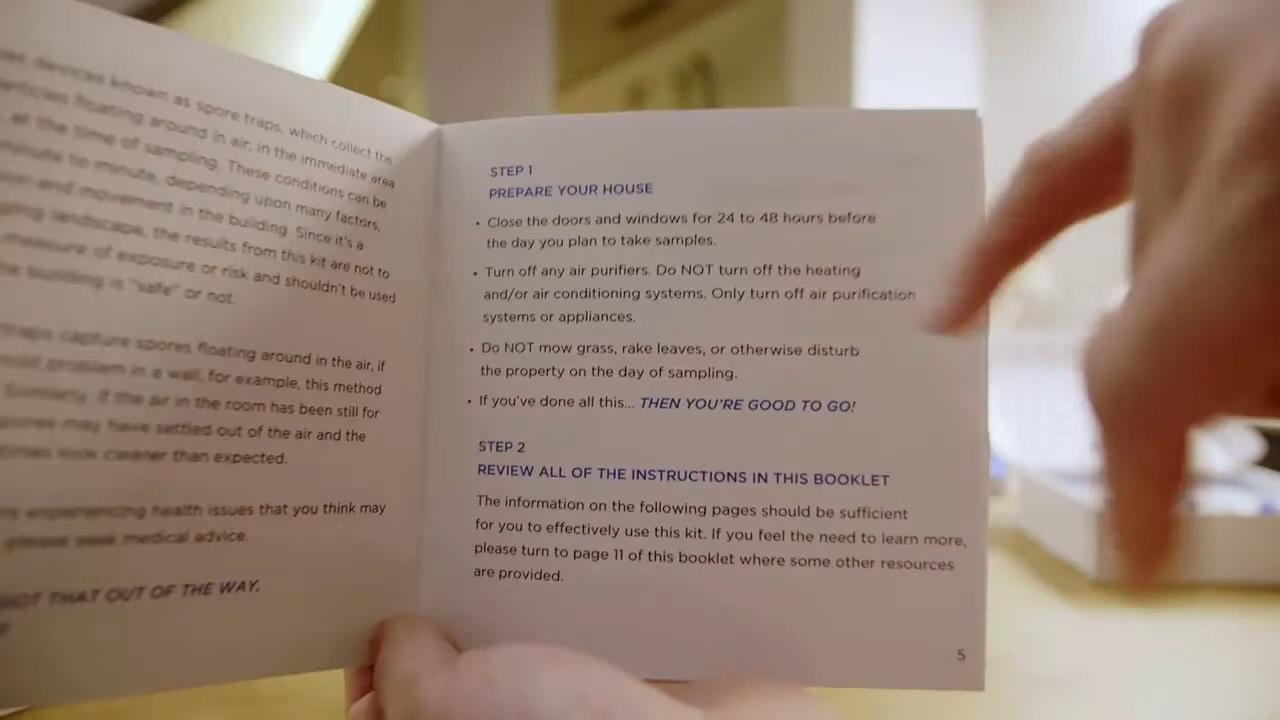 devices known as spore traps, which collect the
particles floating around in air, in the immediate area
at the time of sampling. These conditions can be
minute to minute, depending upon many factors,
and movement in the building. Since it's a
landscape, the results from this kit are not to
measure of exposure or risk and shouldn't be used
building is "safe" or not.
traps capture spores floating around in the air, if
mold problem in a wall, for example, this method
Similarly, if the air in the room has been still for
spores may have settled out of the air and the
times look cleaner than expected.
experiencing health issues that you think may
please seek medical advice.
GOT THAT OUT OF THE WAY.
STEP 1
PREPARE YOUR HOUSE
• Close the doors and windows for 24 to 48 hours before
the day you plan to take samples.
• Turn off any air purifiers. Do NOT turn off the heating
and/or air conditioning systems. Only turn off air purification
systems or appliances.
• Do NOT mow grass, rake leaves, or otherwise disturb
the property on the day of sampling.
• If you've done all this... THEN YOU'RE GOOD TO GO!
STEP 2
REVIEW ALL OF THE INSTRUCTIONS IN THIS BOOKLET
The information on the following pages should be sufficient
for you to effectively use this kit. If you feel the need to learn more,
please turn to page 11 of this booklet where some other resources
are provided.
5